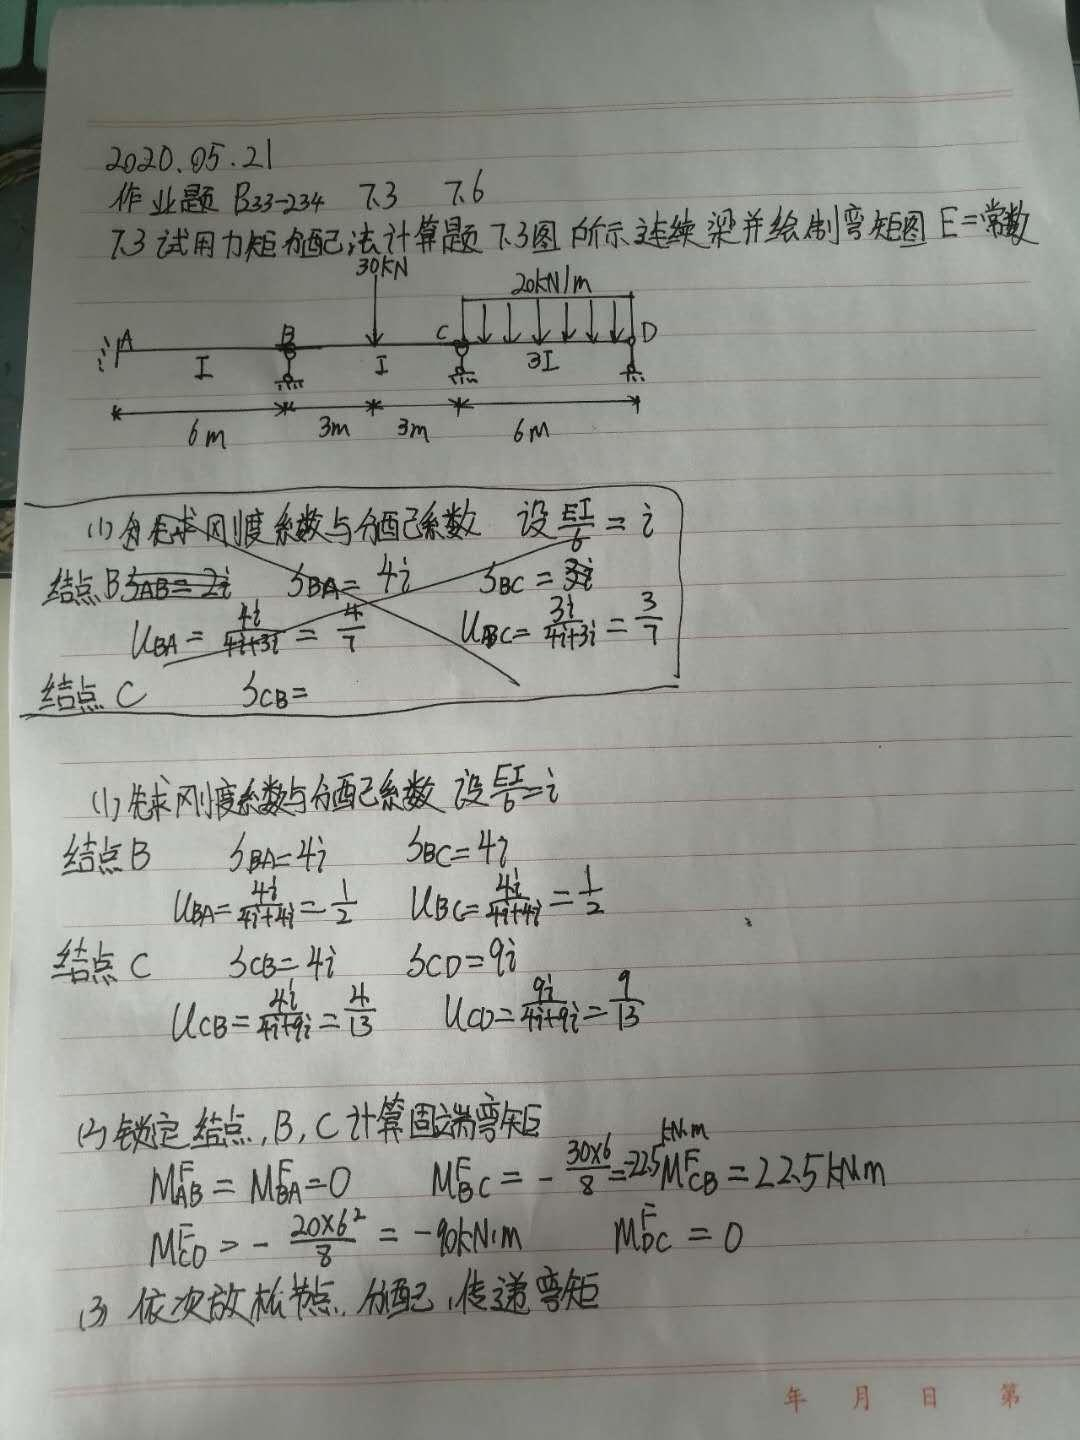 2020.05.21
作业题 P233-234 7.3 7.6
7.3 试用力矩分配法计算题7.3图所示连续梁并绘制弯矩图 E=常数
30KN
20kN/m
A B C D
I I 3I
6m 3m 3m 6m
(1) 先求刚度系数与分配系数 设 EI/6 = i
结点B S_AB = 2i S_BA = 4i S_BC = 3i
u_BA = 4i/(4i+3i) = 4/7 u_BC = 3i/(4i+3i) = 3/7
结点 C S_CB =
(1) 先求刚度系数与分配系数 设 EI/6 = i
结点B S_BA = 4i S_BC = 4i
u_BA = 4i/(4i+4i) = 1/2 u_BC = 4i/(4i+4i) = 1/2
结点 C S_CB = 4i S_CD = 9i
u_CB = 4i/(4i+9i) = 4/13 u_CD = 9i/(4i+9i) = 9/13
(2) 锁定结点,B,C计算固端弯矩
M^F_AB = M^F_BA = 0 M^F_BC = - 30×6/8 = -22.5 kN.m M^F_CB = 22.5kN.m
M^F_CD = - 20×6²/8 = -90kN.m M^F_DC = 0
(3) 依次放松节点,分配,传递弯矩
年 月 日 第